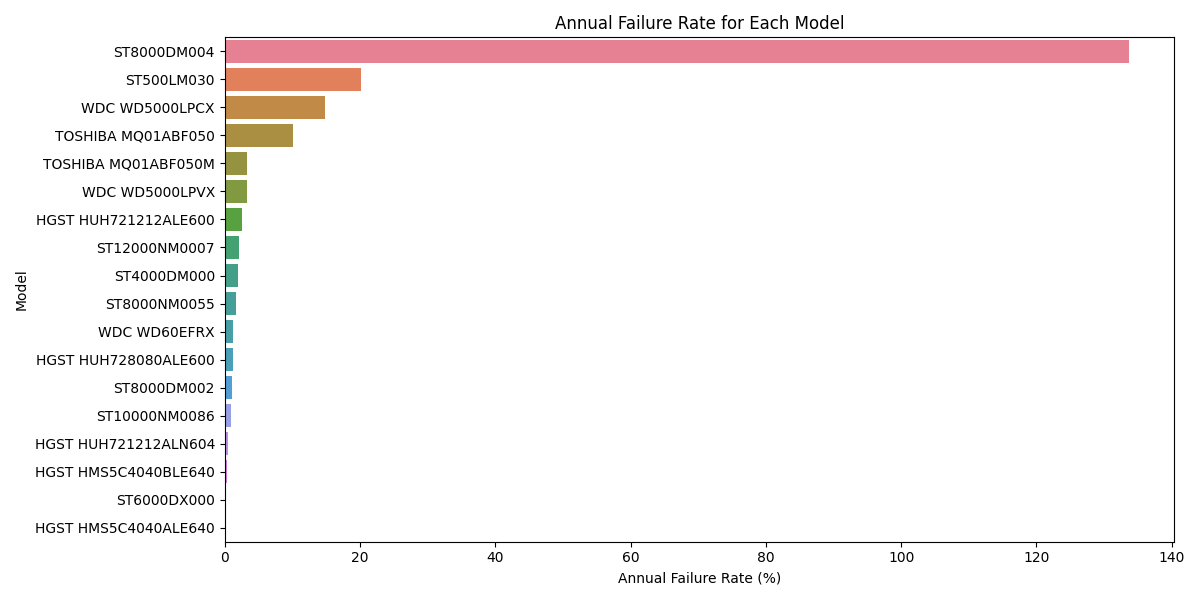 Annual Failure Rate for Each Model
Model
ST8000DM004
ST500LM030
WDC WD5000LPCX
TOSHIBA MQ01ABF050
TOSHIBA MQ01ABF050M
WDC WD5000LPVX
HGST HUH721212ALE600
ST12000NM0007
ST4000DM000
ST8000NM0055
WDC WD60EFRX
HGST HUH728080ALE600
ST8000DM002
ST10000NM0086
HGST HUH721212ALN604
HGST HMS5C4040BLE640
ST6000DX000
HGST HMS5C4040ALE640
0 20 40 60 80 100 120 140
Annual Failure Rate (%)